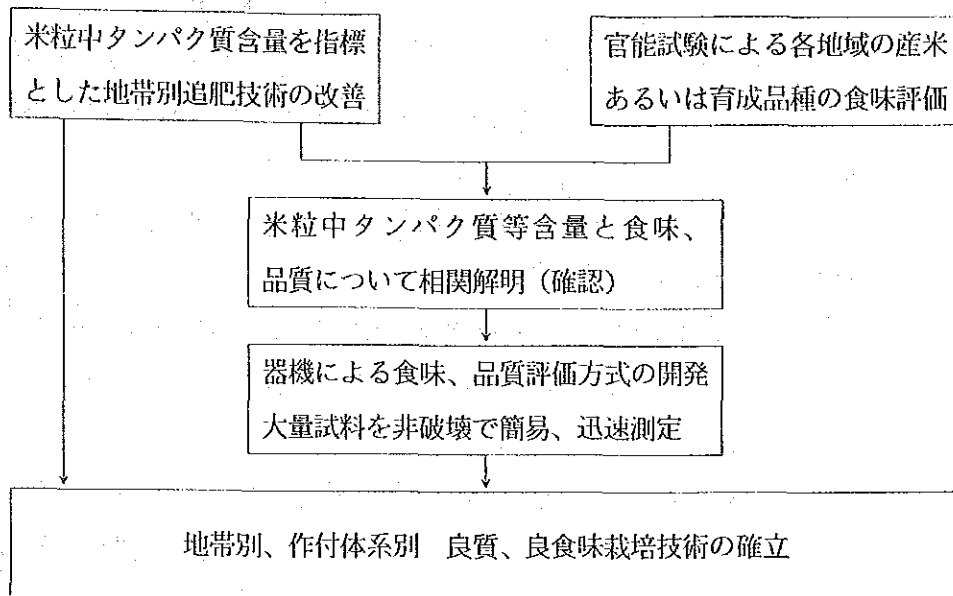 米粒中タンパク質含量を指標
とした地帯別追肥技術の改善
官能試験による各地域の産米
あるいは育成品種の食味評価
米粒中タンパク質等含量と食味、
品質について相関解明（確認）
器機による食味、品質評価方式の開発
大量試料を非破壊で簡易、迅速測定
地帯別、作付体系別　良質、良食味栽培技術の確立